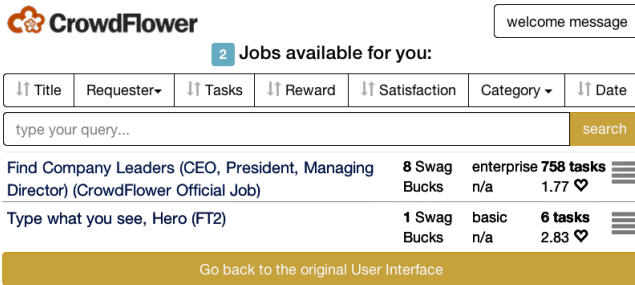 CrowdFlower
welcome message
2 Jobs available for you:
Title Requester Tasks Reward Satisfaction Category Date
type your query... search
Find Company Leaders (CEO, President, Managing 8 Swag enterprise 758 tasks
Director) (CrowdFlower Official Job) Bucks n/a 1.77
Type what you see, Hero (FT2) 1 Swag basic 6 tasks
Bucks n/a 2.83
Go back to the original User Interface